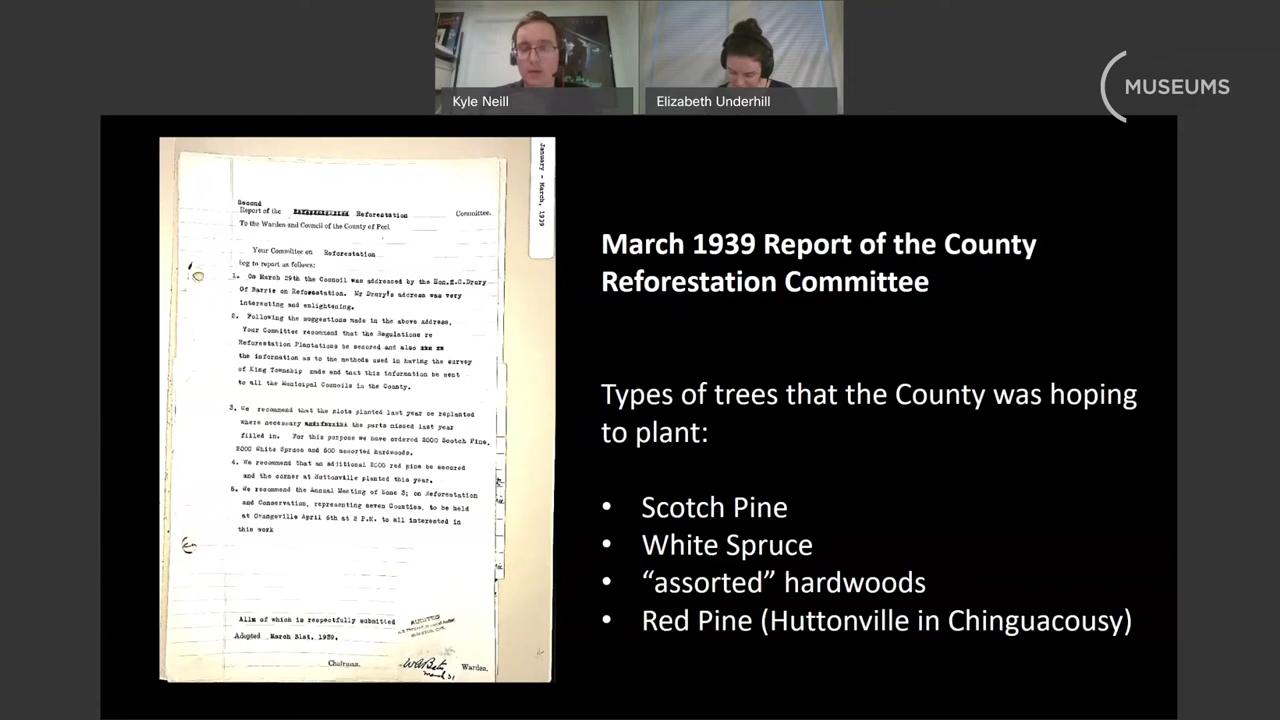 Kyle Neill
Elizabeth Underhill
MUSEUMS
January - March, 1939
Second
Report of the Reforestation Committee.
To the Warden and Council of the County of Peel.
Your Committee on Reforestation
beg to report as follows:
1. On March 29th the Council was addressed by the Hon.E.C.Drury
Of Barrie on Reforestation. Mr Drury's address was very
interesting and enlightening.
2. Following the suggestions made in the above address,
Your Committee recommend that the Regulations re
Reforestation Plantations be secured and also
the information as to the methods used in having the survey
of King Township made and that this information be sent
to all the Municipal Councils in the County.
3. We recommend that the plots planted last year be replanted
where necessary the parts missed last year
filled in. For this purpose we have ordered 2000 Scotch Pine,
2000 White Spruce and 500 assorted hardwoods.
4. We recommend that an additional 2000 red pine be secured
and the corner at Huttonville planted this year.
5. We recommend the Annual Meeting of Zone 3; on Reforestation
and Conservation, representing seven Counties, to be held
at Orangeville April 6th at 2 P.M. to all interested in
this work
All of which is respectfully submitted
Adopted March 31st, 1939.
AUDITED
Chairman. Warden.
March 31
March 1939 Report of the County
Reforestation Committee
Types of trees that the County was hoping
to plant:
• Scotch Pine
• White Spruce
• “assorted” hardwoods
• Red Pine (Huttonville in Chinguacousy)